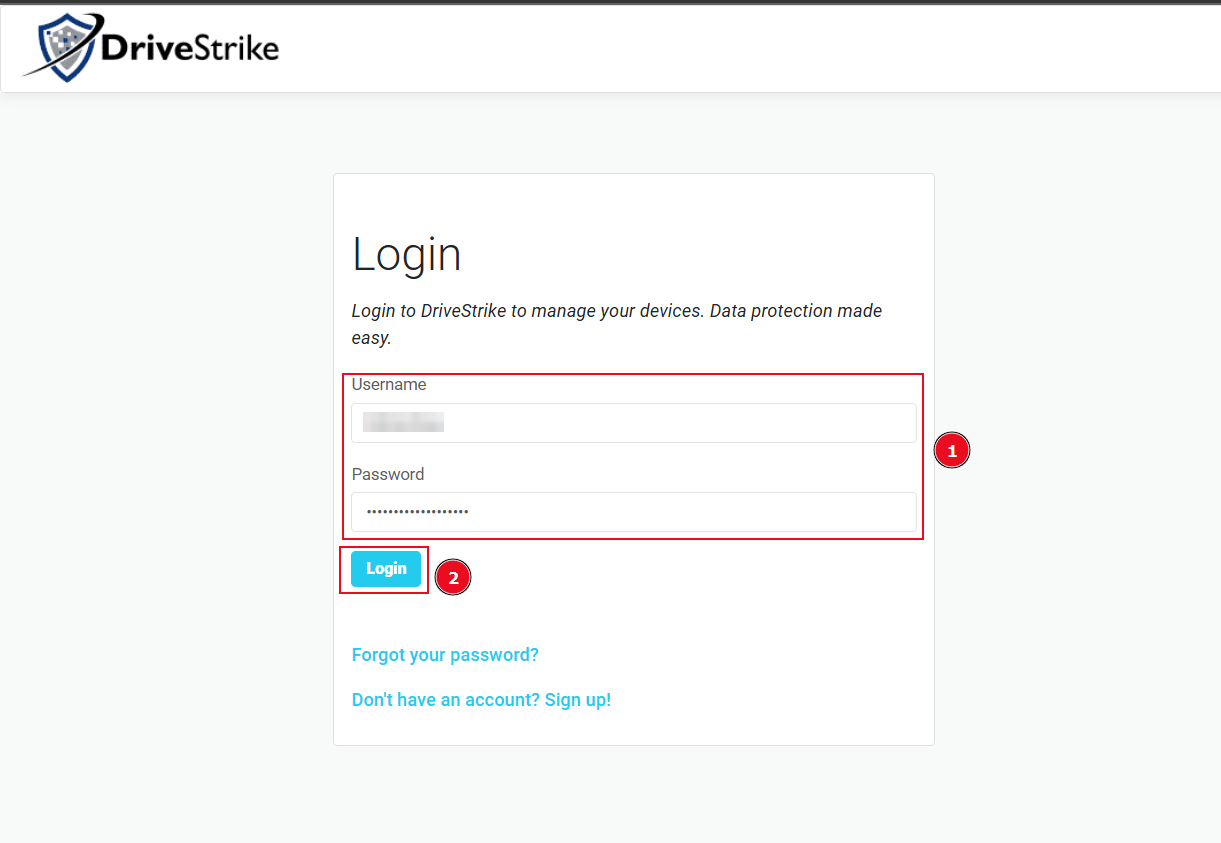 DriveStrike
Login
Login to DriveStrike to manage your devices. Data protection made
easy.
Username
Password
1
Login
2
Forgot your password?
Don't have an account? Sign up!